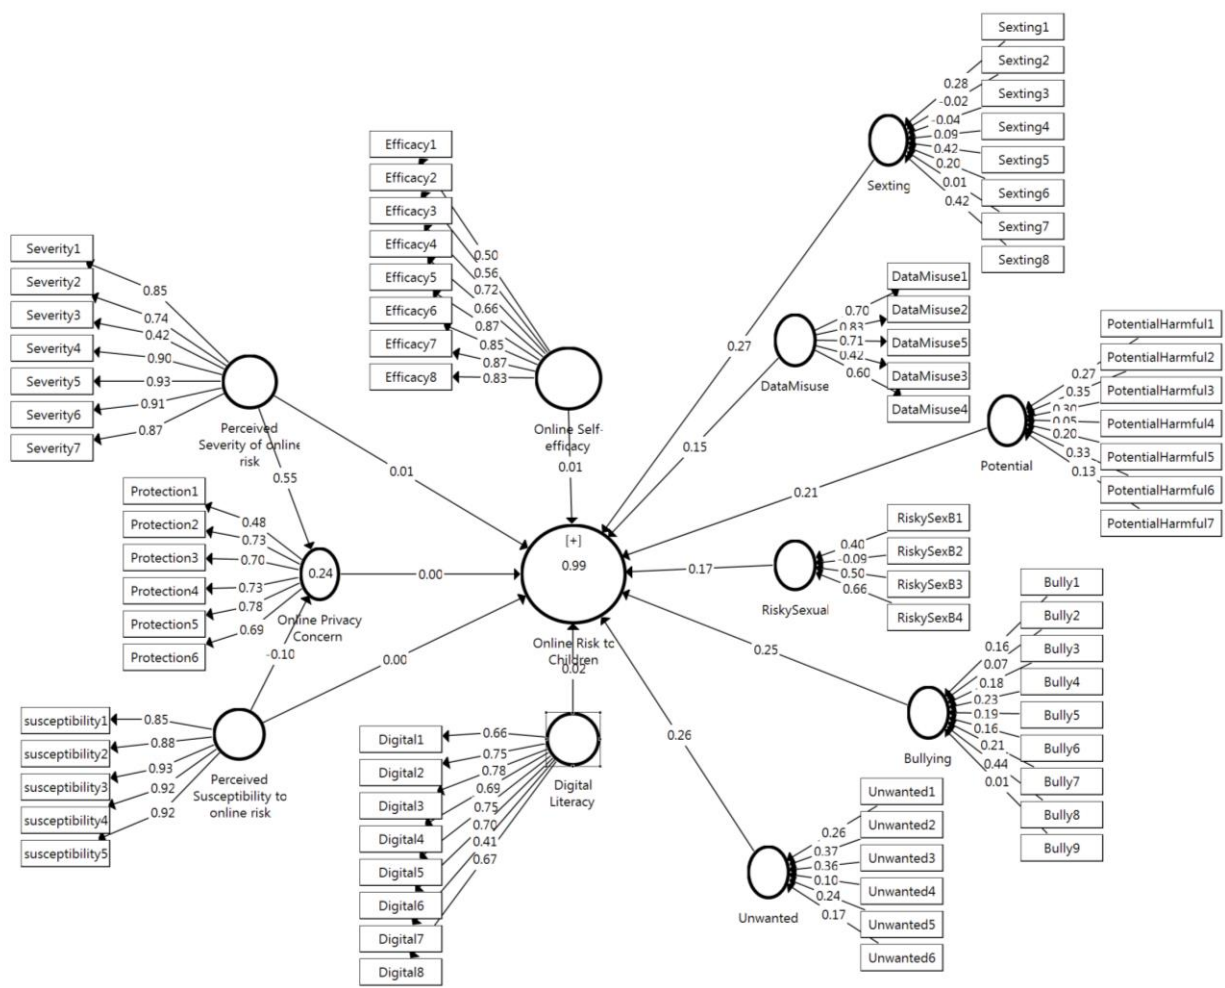 Sexting1
Sexting2
Sexting3
Sexting4
Sexting5
Sexting6
Sexting7
Sexting8
0.28
-0.02
-0.04
0.09
0.42
0.20
0.01
0.42
Sexting
Efficacy1
Efficacy2
Efficacy3
Efficacy4
Efficacy5
Efficacy6
Efficacy7
Efficacy8
0.50
0.56
0.72
0.66
0.87
0.85
0.87
0.83
Online Self-
efficacy
0.01
Severity1
Severity2
Severity3
Severity4
Severity5
Severity6
Severity7
0.85
0.74
0.42
0.90
0.93
0.91
0.87
Perceived
Severity of online
risk
0.55
0.01
DataMisuse1
DataMisuse2
DataMisuse5
DataMisuse3
DataMisuse4
0.70
0.83
0.71
0.42
0.60
DataMisuse
0.27
0.15
PotentialHarmful1
PotentialHarmful2
PotentialHarmful3
PotentialHarmful4
PotentialHarmful5
PotentialHarmful6
PotentialHarmful7
0.27
0.35
0.30
0.05
0.20
0.33
0.13
Potential
0.21
Protection1
Protection2
Protection3
Protection4
Protection5
Protection6
0.48
0.73
0.70
0.73
0.78
0.69
0.24
Online Privacy
Concern
0.00
-0.10
[+]
0.99
Online Risk to
Children
0.02
RiskySexB1
RiskySexB2
RiskySexB3
RiskySexB4
0.40
-0.09
0.50
0.66
RiskySexual
0.17
Bully1
Bully2
Bully3
Bully4
Bully5
Bully6
Bully7
Bully8
Bully9
0.16
0.07
0.18
0.23
0.19
0.16
0.21
0.44
0.01
Bullying
0.25
susceptibility1
susceptibility2
susceptibility3
susceptibility4
susceptibility5
0.85
0.88
0.93
0.92
0.92
Perceived
Susceptibility to
online risk
0.00
Digital1
Digital2
Digital3
Digital4
Digital5
Digital6
Digital7
Digital8
0.66
0.75
0.78
0.69
0.75
0.70
0.41
0.67
Digital
Literacy
0.26
Unwanted1
Unwanted2
Unwanted3
Unwanted4
Unwanted5
Unwanted6
0.26
0.37
0.36
0.10
0.24
0.17
Unwanted